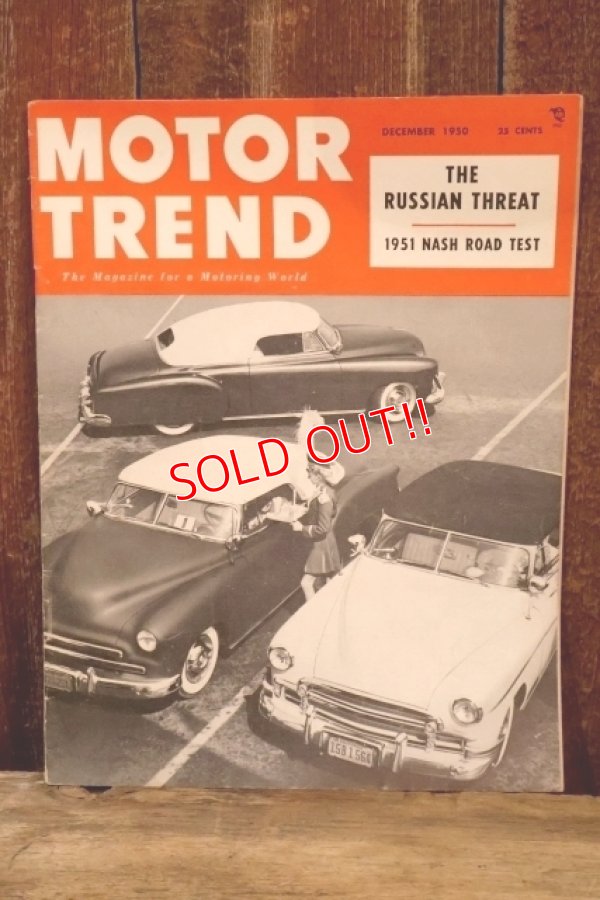 MOTOR
TREND
The Magazine for a Motoring World
DECEMBER 1950 25 CENTS
THE
RUSSIAN THREAT
1951 NASH ROAD TEST
SOLD OUT!!